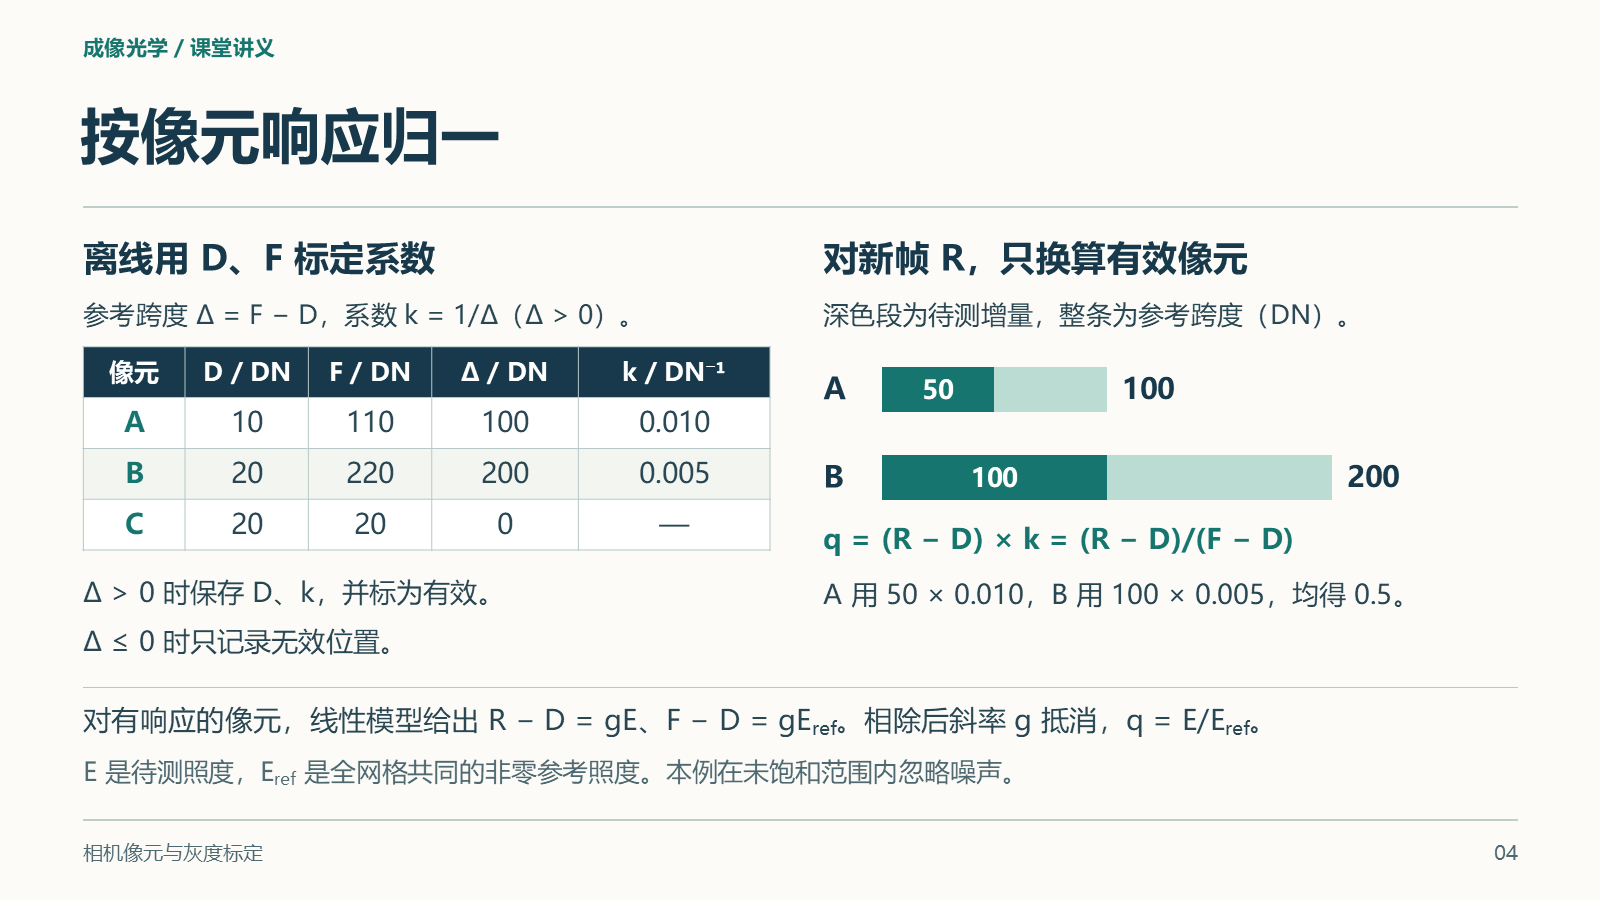 成像光学 / 课堂讲义
按像元响应归一
离线用 D、F 标定系数
参考跨度 Δ = F − D，系数 k = 1/Δ（Δ > 0）。
像元 D / DN F / DN Δ / DN k / DN⁻¹
A 10 110 100 0.010
B 20 220 200 0.005
C 20 20 0 —
Δ > 0 时保存 D、k，并标为有效。
Δ ≤ 0 时只记录无效位置。
对新帧 R，只换算有效像元
深色段为待测增量，整条为参考跨度（DN）。
A 50 100
B 100 200
q = (R − D) × k = (R − D)/(F − D)
A 用 50 × 0.010，B 用 100 × 0.005，均得 0.5。
对有响应的像元，线性模型给出 R − D = gE、F − D = gE_ref。相除后斜率 g 抵消，q = E/E_ref。
E 是待测照度，E_ref 是全网格共同的非零参考照度。本例在未饱和范围内忽略噪声。
相机像元与灰度标定
04